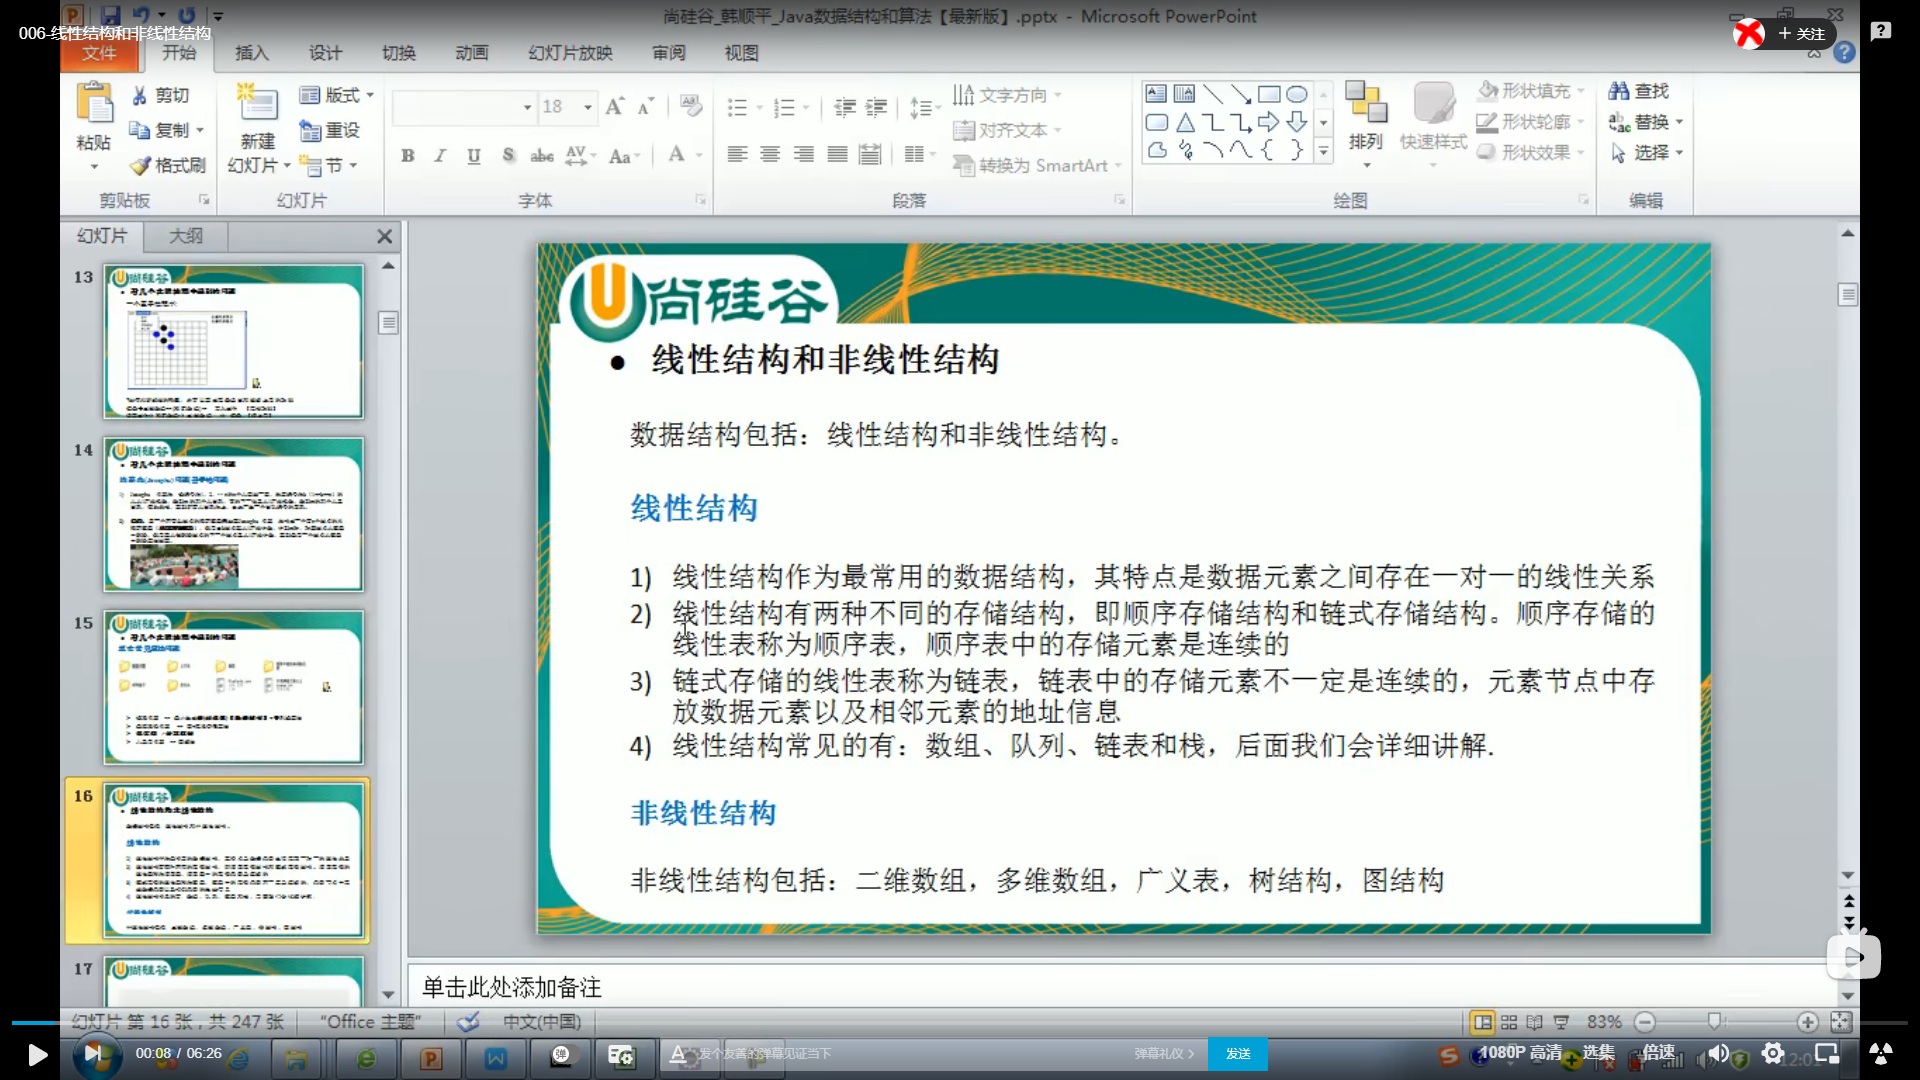 尚硅谷_韩顺平_Java数据结构和算法【最新版】.pptx - Microsoft PowerPoint
006-线性结构和非线性结构
+ 关注
文件 开始 插入 设计 切换 动画 幻灯片放映 审阅 视图
粘贴 剪切 复制 格式刷
剪贴板
新建
幻灯片 版式 重设 节
幻灯片
18
字体
文字方向
对齐文本
转换为 SmartArt
段落
排列 快速样式
形状填充
形状轮廓
形状效果
绘图
查找
替换
选择
编辑
幻灯片 大纲
13
14
15
16
17
尚硅谷
● 线性结构和非线性结构
数据结构包括：线性结构和非线性结构。
线性结构
1) 线性结构作为最常用的数据结构，其特点是数据元素之间存在一对一的线性关系
2) 线性结构有两种不同的存储结构，即顺序存储结构和链式存储结构。顺序存储的
线性表称为顺序表，顺序表中的存储元素是连续的
3) 链式存储的线性表称为链表，链表中的存储元素不一定是连续的，元素节点中存
放数据元素以及相邻元素的地址信息
4) 线性结构常见的有：数组、队列、链表和栈，后面我们会详细讲解.
非线性结构
非线性结构包括：二维数组，多维数组，广义表，树结构，图结构
单击此处添加备注
幻灯片 第 16 张，共 247 张 "Office 主题" 中文(中国) 83%
00:08 / 06:26
发个友善的弹幕见证当下 弹幕礼仪 > 发送
1080P 高清 选集 倍速